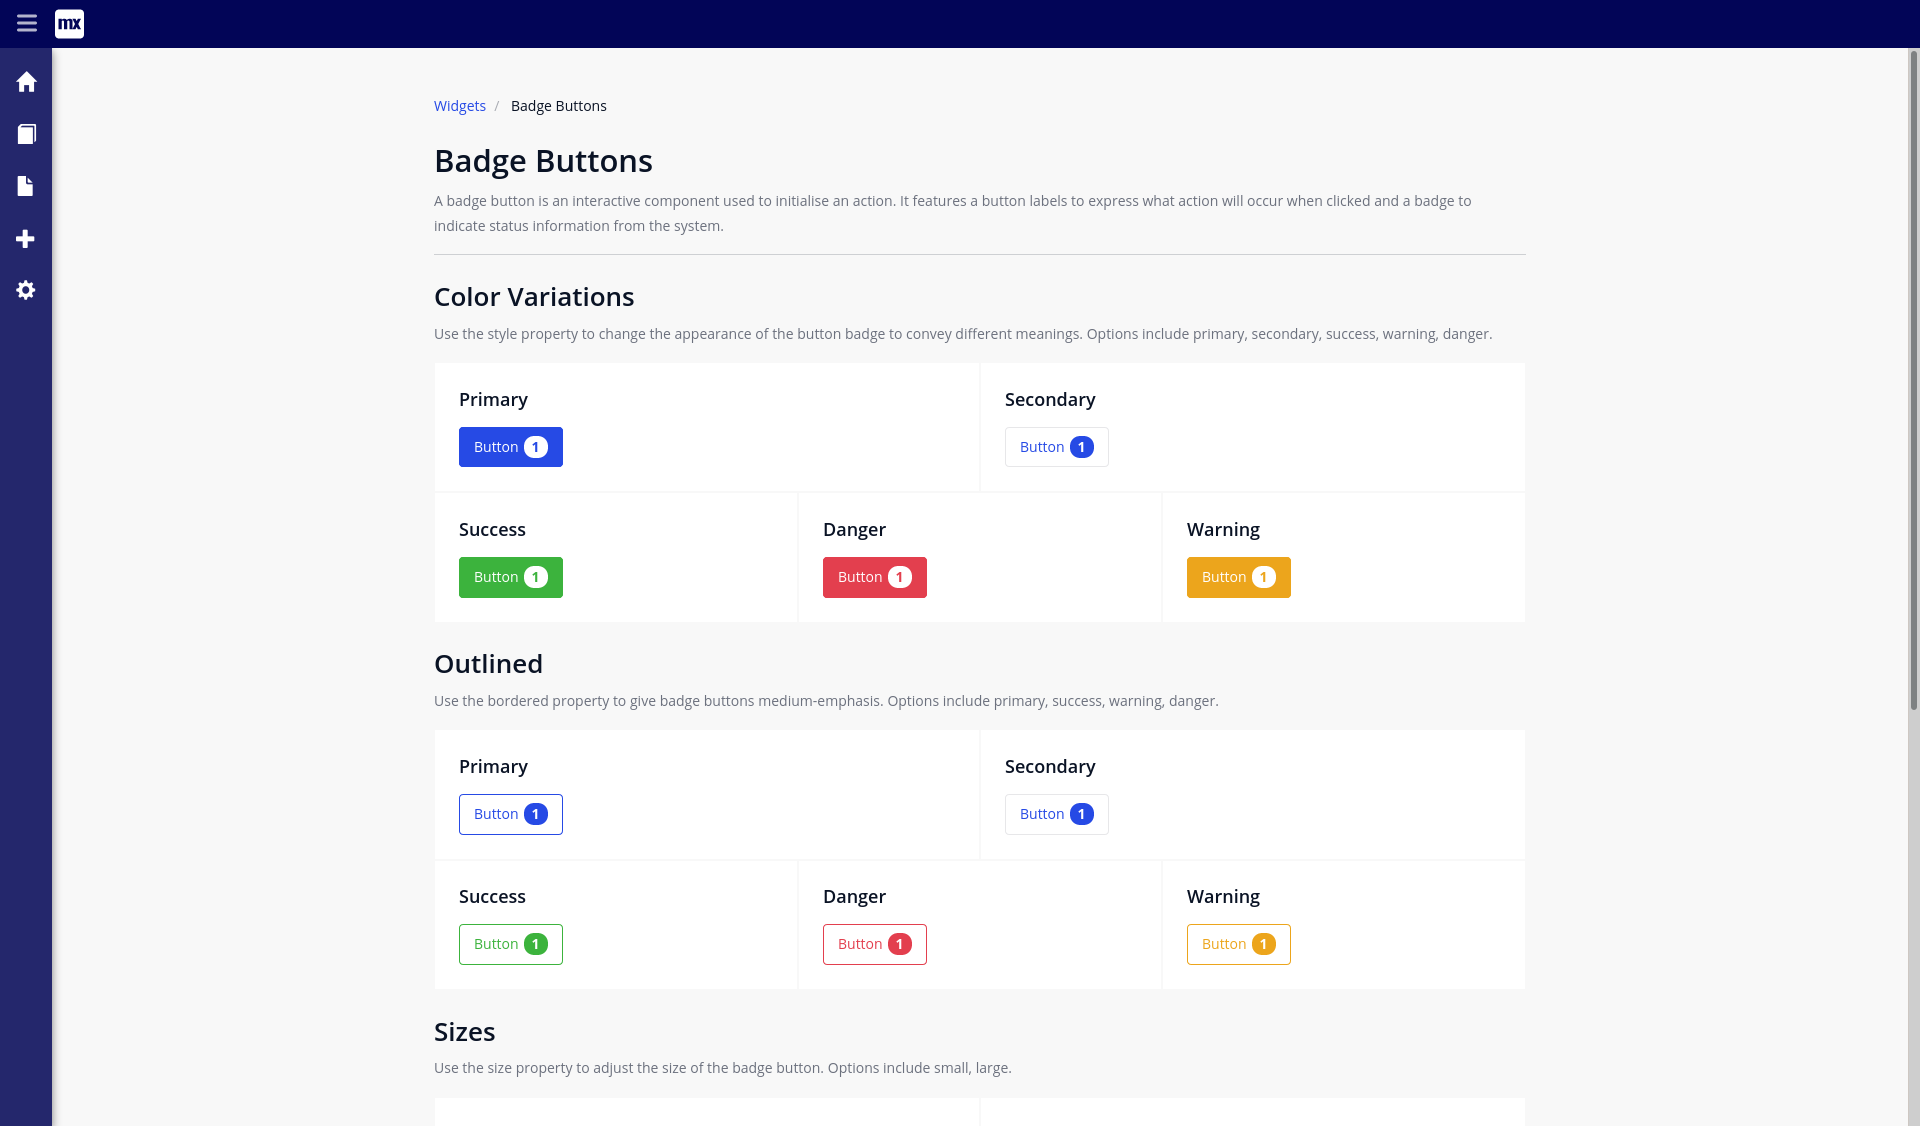 mx
Widgets / Badge Buttons
Badge Buttons
A badge button is an interactive component used to initialise an action. It features a button labels to express what action will occur when clicked and a badge to
indicate status information from the system.
Color Variations
Use the style property to change the appearance of the button badge to convey different meanings. Options include primary, secondary, success, warning, danger.
Primary
Button 1
Secondary
Button 1
Success
Button 1
Danger
Button 1
Warning
Button 1
Outlined
Use the bordered property to give badge buttons medium-emphasis. Options include primary, success, warning, danger.
Primary
Button 1
Secondary
Button 1
Success
Button 1
Danger
Button 1
Warning
Button 1
Sizes
Use the size property to adjust the size of the badge button. Options include small, large.